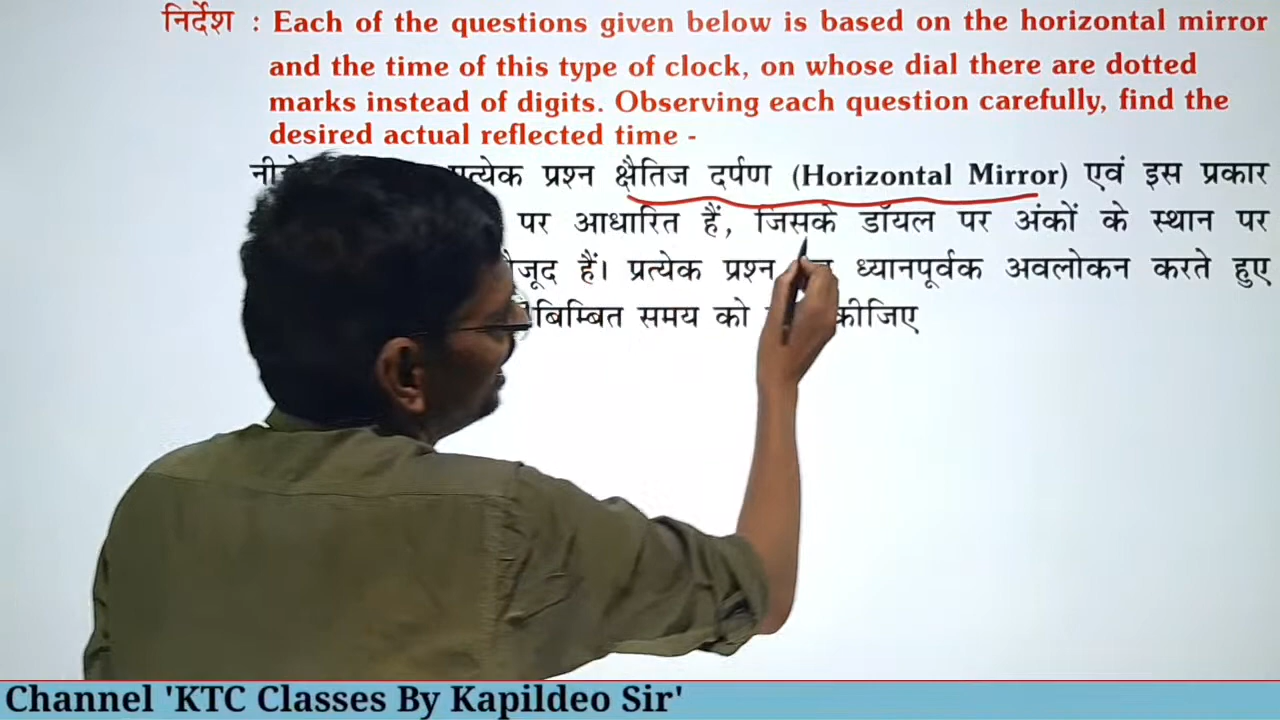 निर्देश : Each of the questions given below is based on the horizontal mirror
and the time of this type of clock, on whose dial there are dotted
marks instead of digits. Observing each question carefully, find the
desired actual reflected time -
प्रश्न क्षैतिज दर्पण (Horizontal Mirror) एवं इस प्रकार
पर आधारित हैं, जिसके डॉयल पर अंकों के स्थान पर
हैं। प्रत्येक प्रश्न ध्यानपूर्वक अवलोकन करते हुए
समय को कीजिए
Channel 'KTC Classes By Kapildeo Sir'